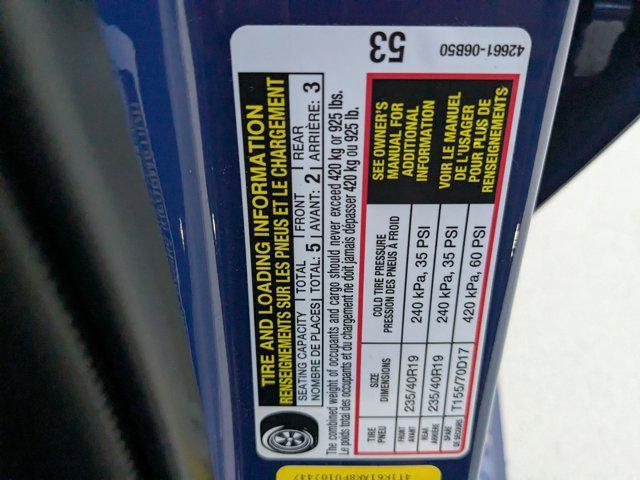 TIRE AND LOADING INFORMATION
RENSEIGNEMENTS SUR LES PNEUS ET LE CHARGEMENT
SEATING CAPACITY | TOTAL | FRONT | REAR
NOMBRE DE PLACES | TOTAL: 5 | AVANT: 2 | ARRIÈRE: 3
The combined weight of occupants and cargo should never exceed 420 kg or 925 lbs.
Le poids total des occupants et du chargement ne doit jamais dépasser 420 kg ou 925 lb.
TIRE PNEU
SIZE DIMENSIONS
COLD TIRE PRESSURE
PRESSION DES PNEUS À FROID
FRONT AVANT 235/40R19 240 kPa, 35 PSI
REAR ARRIÈRE 235/40R19 240 kPa, 35 PSI
SPARE DE SECOURS T155/70D17 420 kPa, 60 PSI
SEE OWNER'S
MANUAL FOR
ADDITIONAL
INFORMATION
VOIR LE MANUEL
DE L'USAGER
POUR PLUS DE
RENSEIGNEMENTS
53
42661-06B50